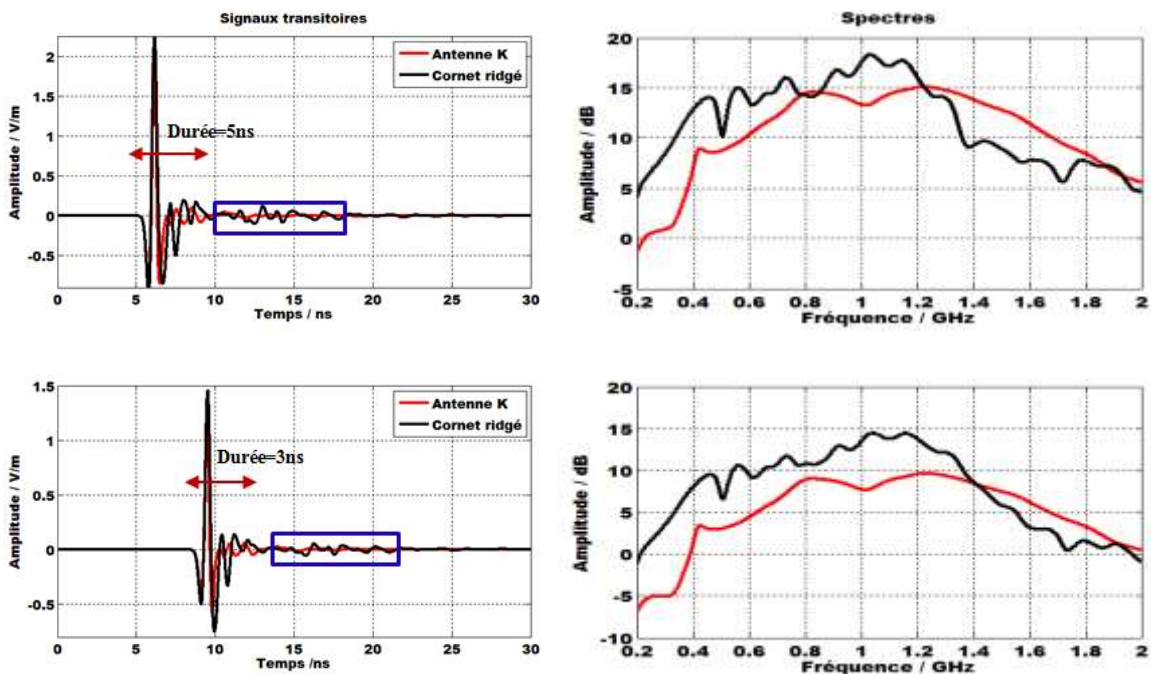 Signaux transitoires
Amplitude / V/m
2
1.5
1
0.5
0
-0.5
Antenne K
Cornet ridgé
Durée=5ns
0 5 10 15 20 25 30
Temps / ns
Spectres
Amplitude / dB
20
15
10
5
0
-5
0.2 0.4 0.6 0.8 1 1.2 1.4 1.6 1.8 2
Fréquence / GHz
Amplitude / V/m
1.5
1
0.5
0
-0.5
Antenne K
Cornet ridgé
Durée=3ns
0 5 10 15 20 25 30
Temps /ns
Amplitude / dB
20
15
10
5
0
-5
-10
0.2 0.4 0.6 0.8 1 1.2 1.4 1.6 1.8 2
Fréquence / GHz